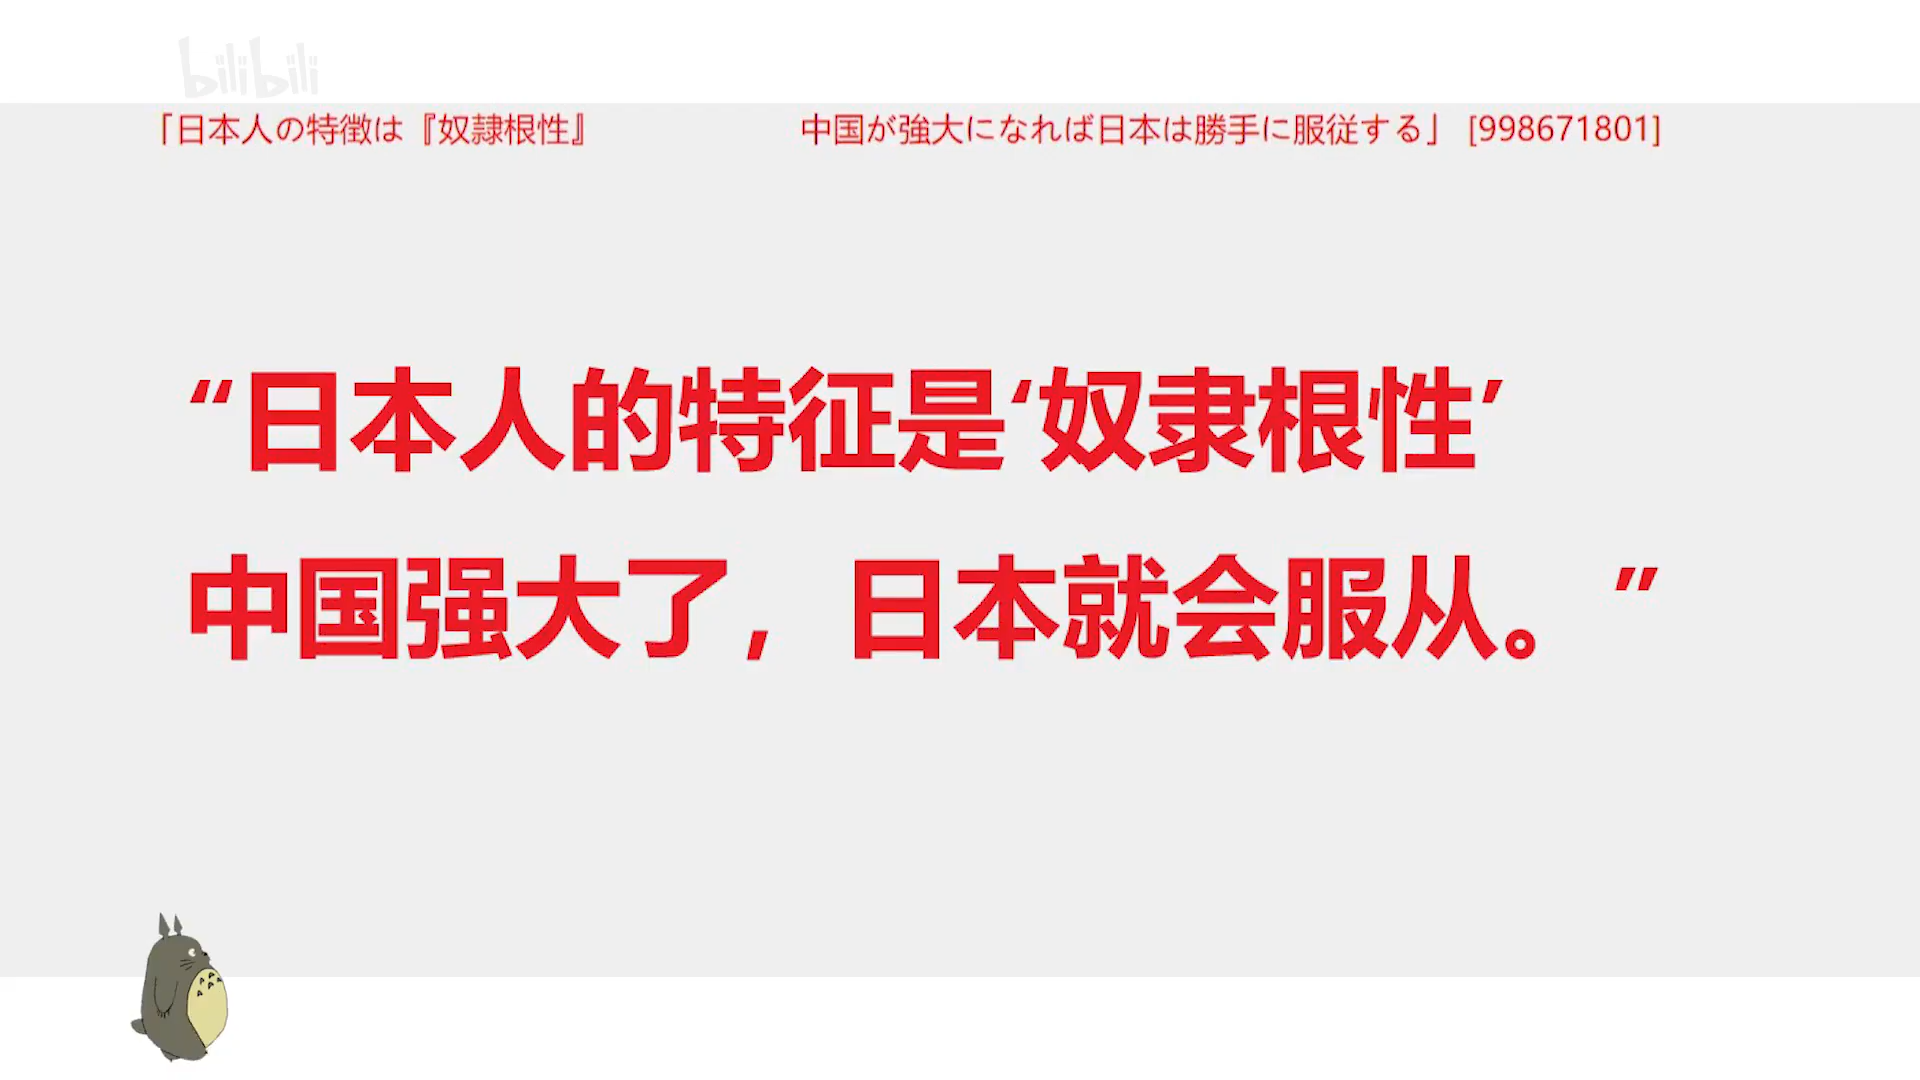 bilibili
「日本人の特徴は『奴隷根性』 中国が強大になれば日本は勝手に服従する」 [998671801]
“日本人的特征是‘奴隶根性’
中国强大了，日本就会服从。”